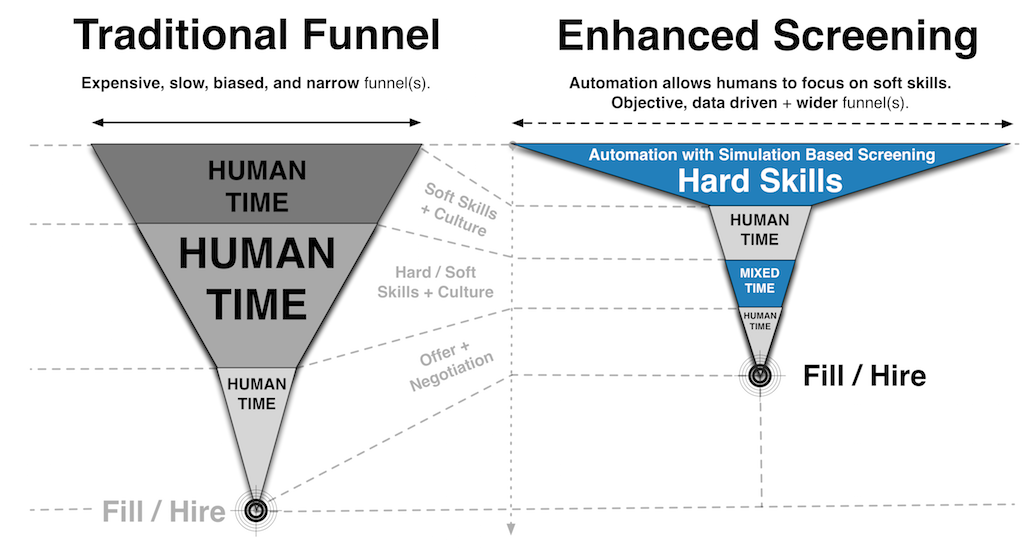 Traditional Funnel
Expensive, slow, biased, and narrow funnel(s).
HUMAN
TIME
HUMAN
TIME
HUMAN
TIME
Fill / Hire
Soft Skills
+ Culture
Hard / Soft
Skills + Culture
Offer +
Negotiation
Enhanced Screening
Automation allows humans to focus on soft skills.
Objective, data driven + wider funnel(s).
Automation with Simulation Based Screening
Hard Skills
HUMAN
TIME
MIXED
TIME
HUMAN
TIME
Fill / Hire